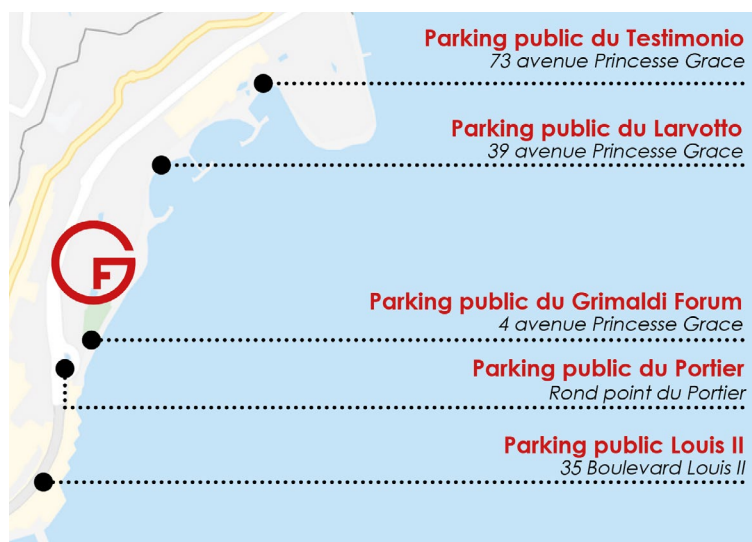 Parking public du Testimonio
73 avenue Princesse Grace
Parking public du Larvotto
39 avenue Princesse Grace
GF
Parking public du Grimaldi Forum
4 avenue Princesse Grace
Parking public du Portier
Rond point du Portier
Parking public Louis II
35 Boulevard Louis II